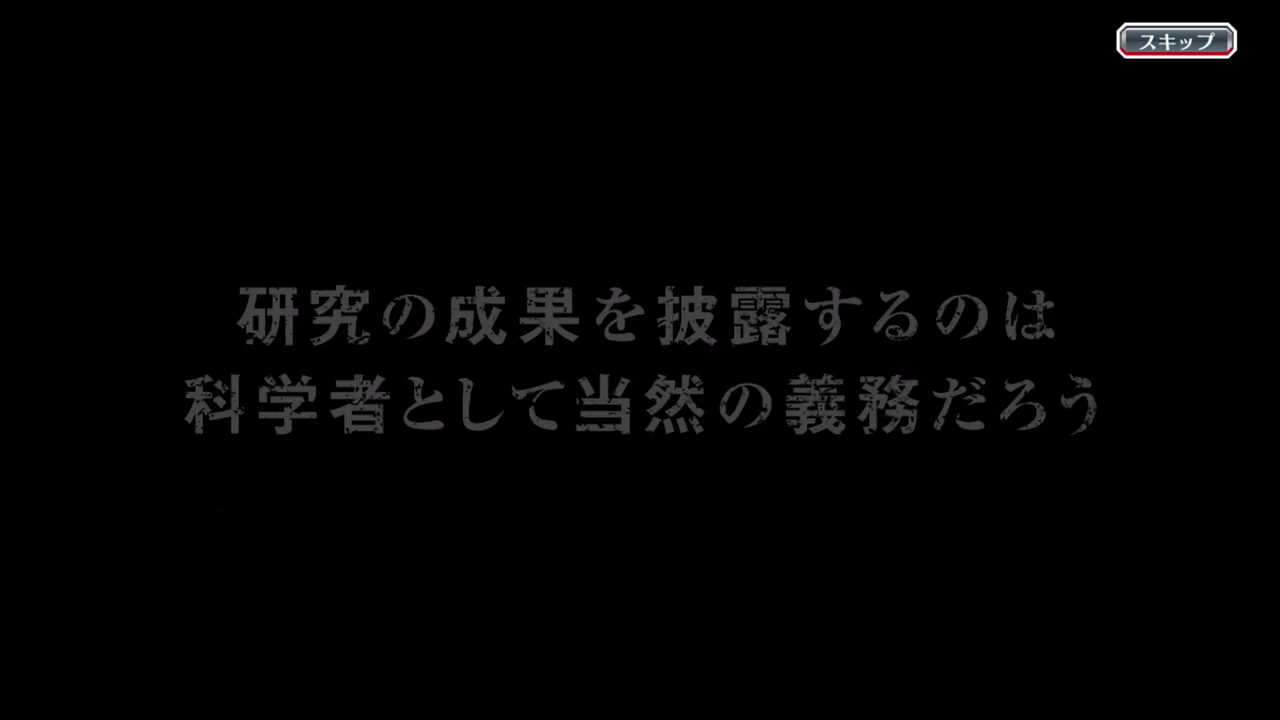 スキップ
研究の成果を披露するのは
科学者として当然の義務だろう